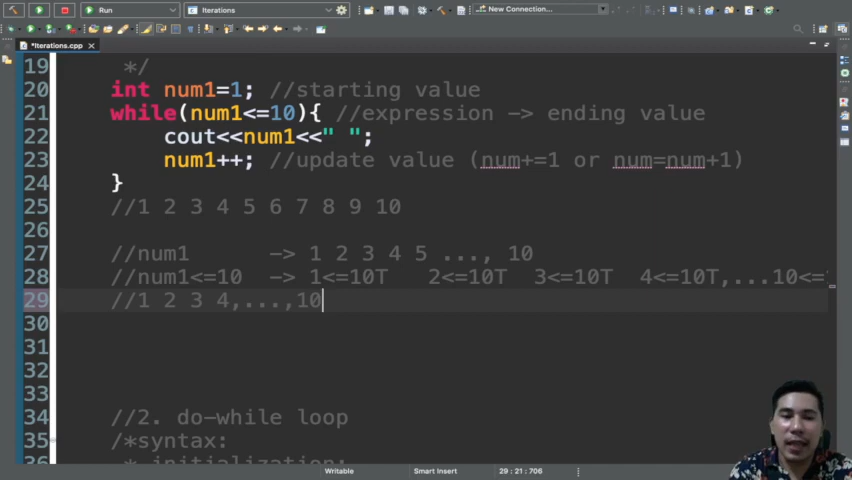 Run
Iterations
New Connection...
*Iterations.cpp
19 */
20 int num1=1; //starting value
21 while(num1<=10){ //expression -> ending value
22 cout<<num1<<" ";
23 num1++; //update value (num+=1 or num=num+1)
24 }
25 //1 2 3 4 5 6 7 8 9 10
26
27 //num1 -> 1 2 3 4 5 ..., 10
28 //num1<=10 -> 1<=10T 2<=10T 3<=10T 4<=10T,...10<=1
29 //1 2 3 4,...,10
30
31
32
33
34 //2. do-while loop
35 /*syntax:
36 * initialization:
Writable Smart Insert 29 : 21 : 706